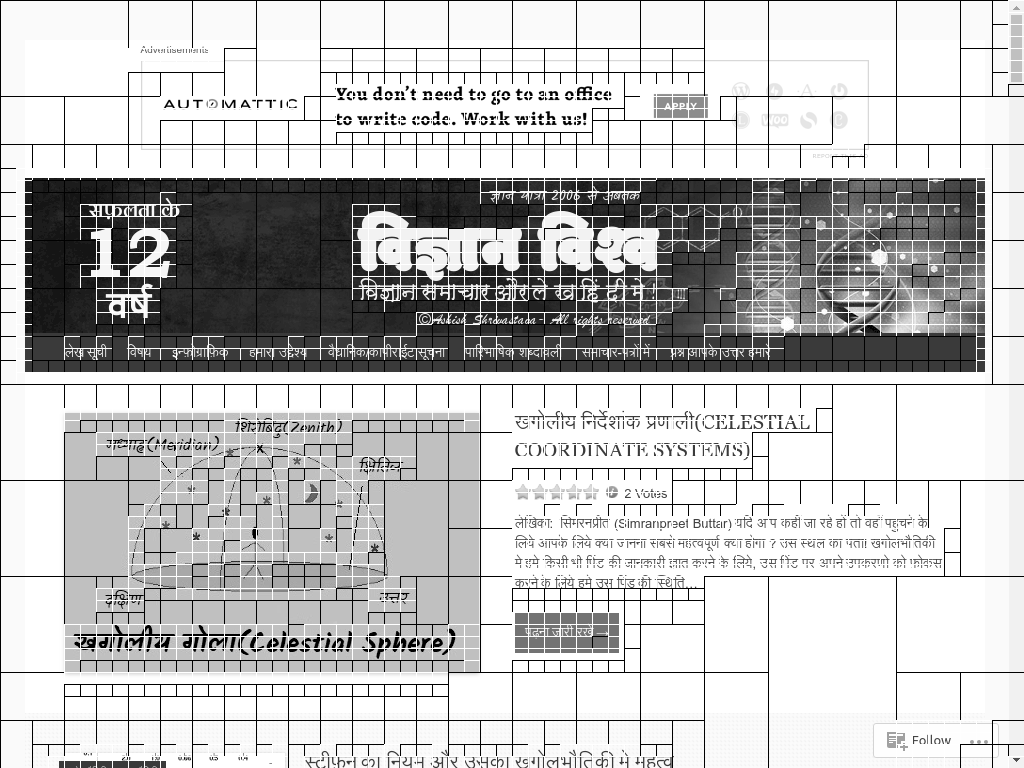 Advertisements
AUTOMATTIC
You don't need to go to an office
to write code. Work with us!
APPLY
ज्ञान यात्रा 2006 से अबतक
सफ़लता के
12
वर्ष
विज्ञान विश्व
विज्ञान समाचार और लेख हिंदी मे !
©Ashish Shrivastava - All rights reserved
लेख सूची
विषय
इन्फ़ोग्राफ़िक
हमारा उद्देश्य
वैधानिक/कापीराईट सूचना
पारिभाषिक शब्दावली
समाचार-पत्रों में
प्रश्न आपके उत्तर हमारे
शिरोबिंदु(Zenith)
मध्याह्न(Meridian)
क्षितिज
दक्षिण
उत्तर
खगोलीय गोला(Celestial Sphere)
खगोलीय निर्देशांक प्रणाली(CELESTIAL
COORDINATE SYSTEMS)
2 Votes
लेखिका: सिमरनप्रीत (Simranpreet Buttar) यदि आप कही जा रहे हो तो वहाँ पहुचने के
लिये आपके लिये क्या जानना सबसे महत्वपूर्ण क्या होगा ? उस स्थल का पता! खगोलभौतिकी
मे हमे किसी भी पिंड की जानकारी ज्ञात करने के लिये, उस पिंड पर अपने उपकरणो को फ़ोकस
करने के लिये हमे उस पिंड की स्थिति…
पढना जारी रखे →
स्टीफ़न का नियम और उसका खगोलभौतिकी मे महत्व
Follow